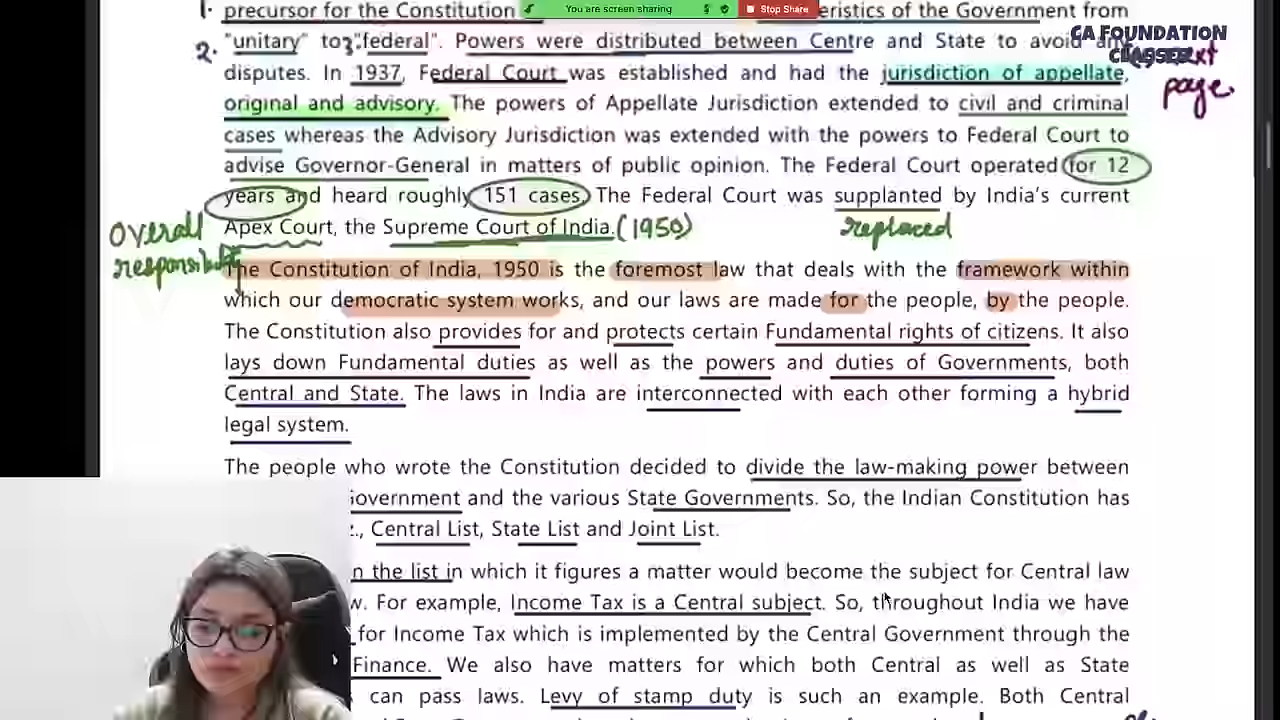 You are screen sharing Stop Share
1. precursor for the Constitution eristics of the Government from
CA FOUNDATION
CLASSES
2. "unitary" to "federal". Powers were distributed between Centre and State to avoid any
page
disputes. In 1937, Federal Court was established and had the jurisdiction of appellate,
original and advisory. The powers of Appellate Jurisdiction extended to civil and criminal
cases whereas the Advisory Jurisdiction was extended with the powers to Federal Court to
advise Governor-General in matters of public opinion. The Federal Court operated for 12
years and heard roughly 151 cases. The Federal Court was supplanted by India's current
Apex Court, the Supreme Court of India. (1950) replaced
overall
responsibility
The Constitution of India, 1950 is the foremost law that deals with the framework within
which our democratic system works, and our laws are made for the people, by the people.
The Constitution also provides for and protects certain Fundamental rights of citizens. It also
lays down Fundamental duties as well as the powers and duties of Governments, both
Central and State. The laws in India are interconnected with each other forming a hybrid
legal system.
The people who wrote the Constitution decided to divide the law-making power between
overnment and the various State Governments. So, the Indian Constitution has
., Central List, State List and Joint List.
n the list in which it figures a matter would become the subject for Central law
w. For example, Income Tax is a Central subject. So, throughout India we have
for Income Tax which is implemented by the Central Government through the
Finance. We also have matters for which both Central as well as State
can pass laws. Levy of stamp duty is such an example. Both Central